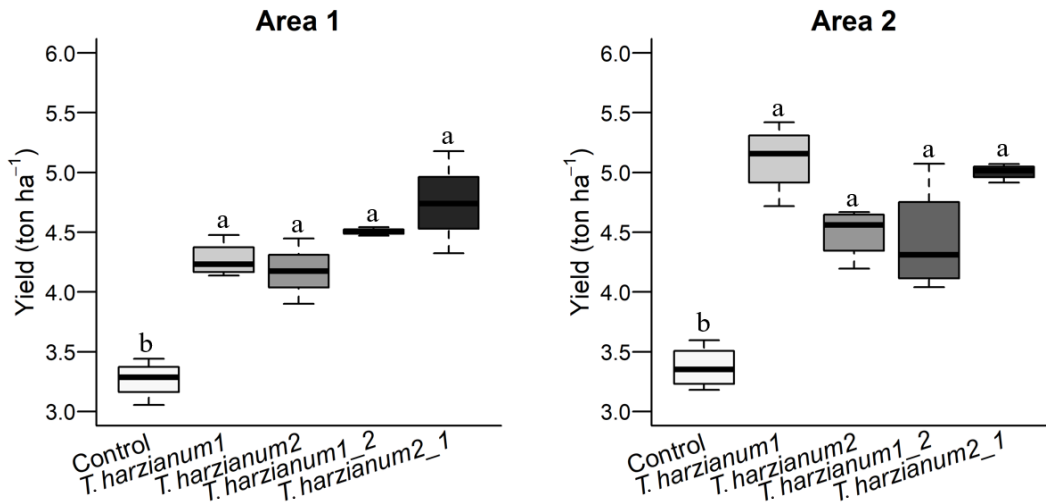 Area 1
Yield (ton ha⁻¹)
6.0
5.5
5.0
4.5
4.0
3.5
3.0
b
a
a
a
a
Control
T. harzianum1
T. harzianum2
T. harzianum1_2
T. harzianum2_1
Area 2
Yield (ton ha⁻¹)
6.0
5.5
5.0
4.5
4.0
3.5
3.0
b
a
a
a
a
Control
T. harzianum1
T. harzianum2
T. harzianum1_2
T. harzianum2_1